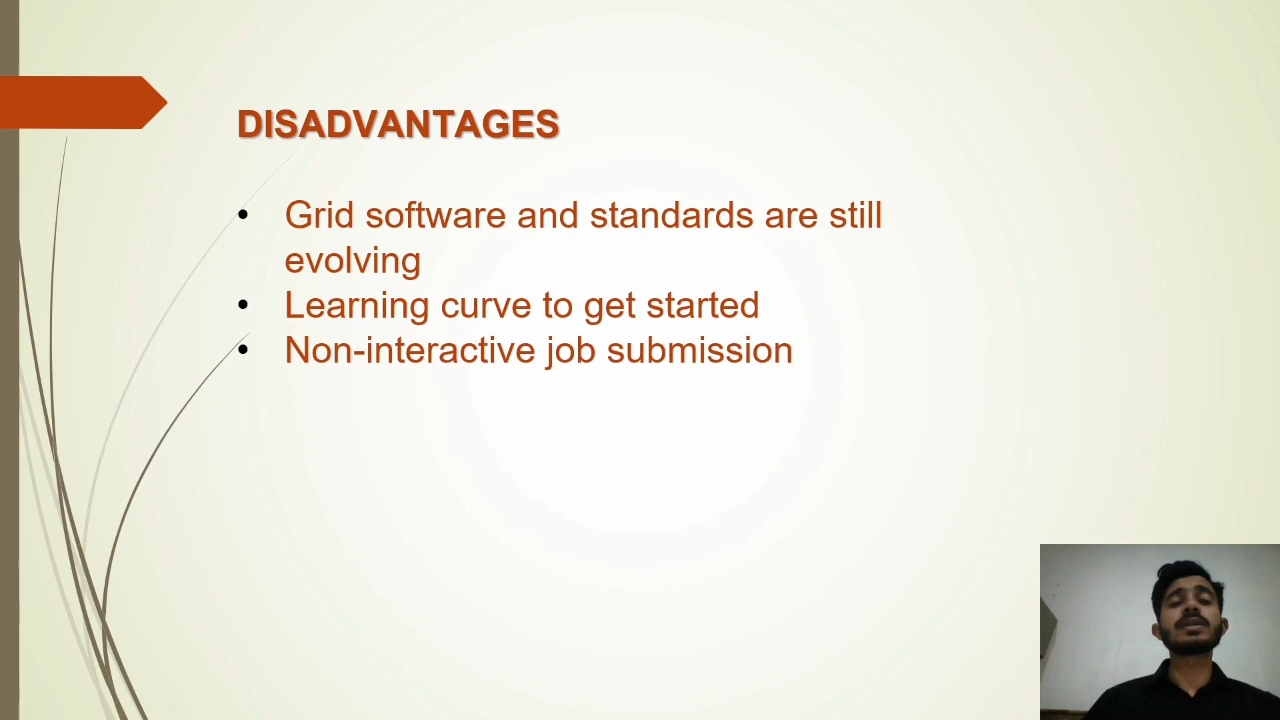 DISADVANTAGES
• Grid software and standards are still
evolving
• Learning curve to get started
• Non-interactive job submission